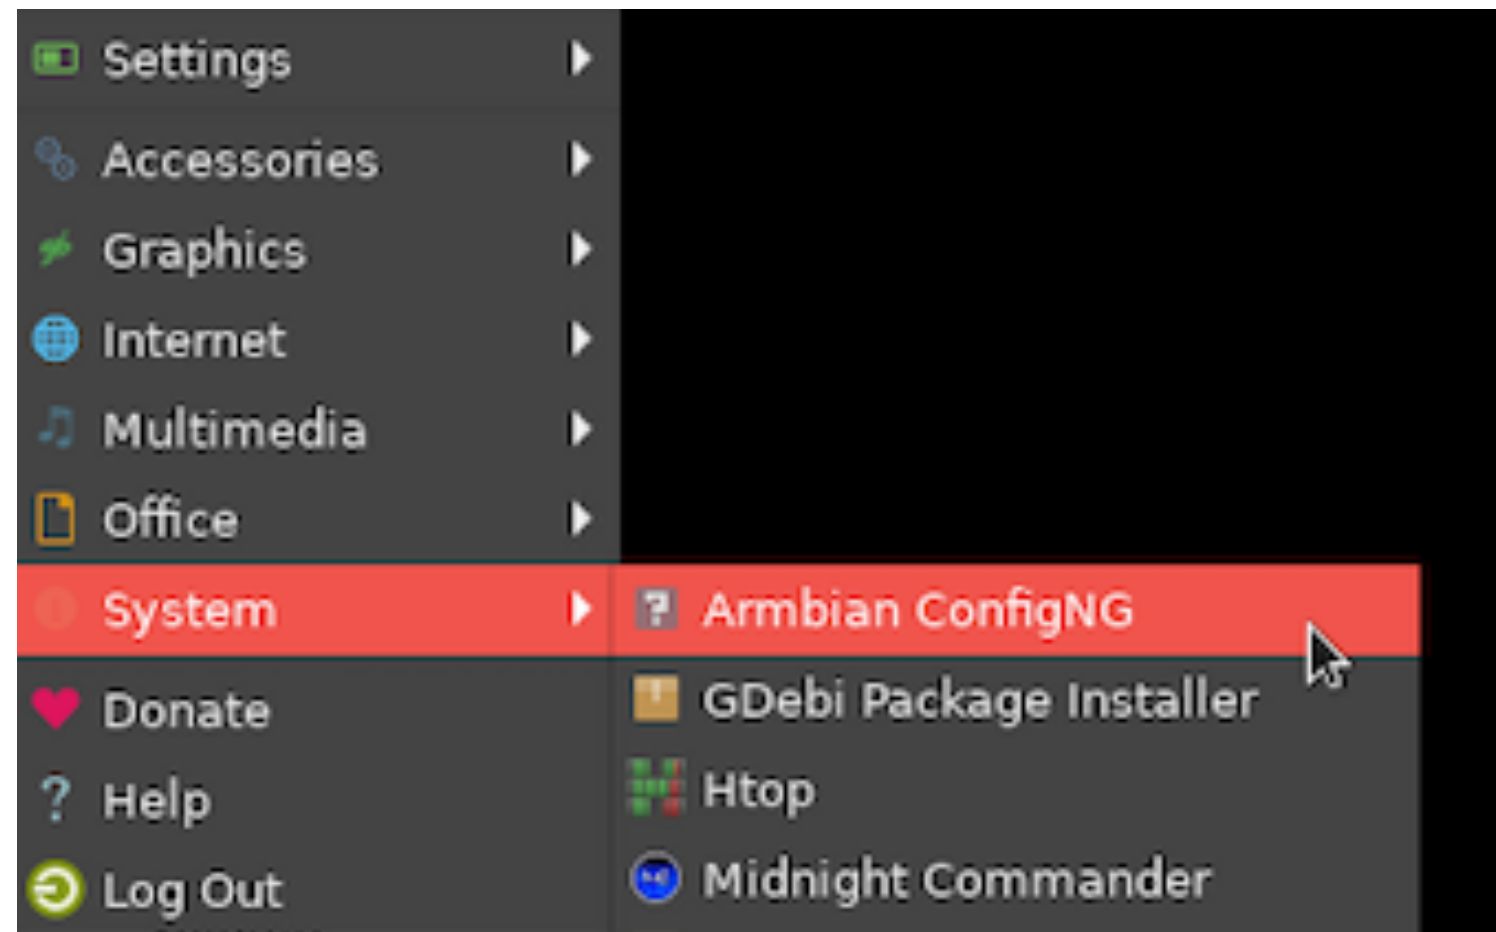 Settings
Accessories
Graphics
Internet
Multimedia
Office
System
Donate
Help
Log Out
Armbian ConfigNG
GDebi Package Installer
Htop
Midnight Commander